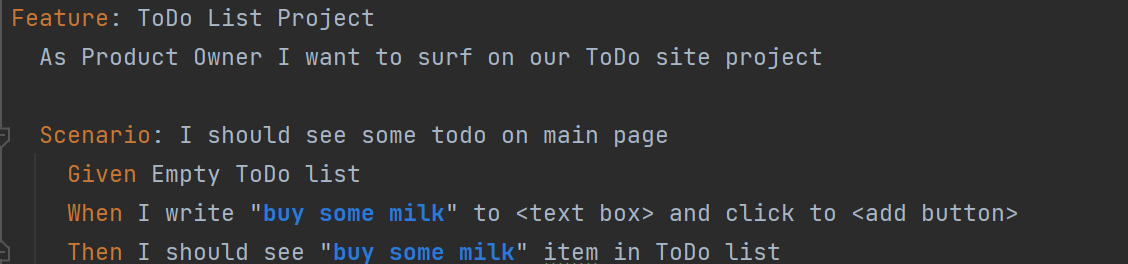 Feature: ToDo List Project
As Product Owner I want to surf on our ToDo site project
Scenario: I should see some todo on main page
Given Empty ToDo list
When I write "buy some milk" to <text box> and click to <add button>
Then I should see "buy some milk" item in ToDo list